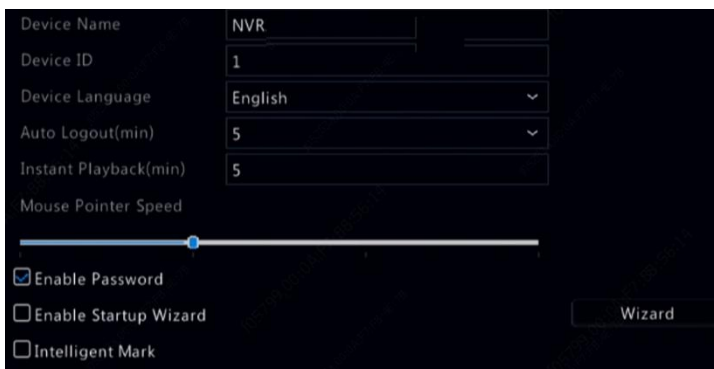 Device Name NVR
Device ID 1
Device Language English
Auto Logout(min) 5
Instant Playback(min) 5
Mouse Pointer Speed
Enable Password
Enable Startup Wizard Wizard
Intelligent Mark